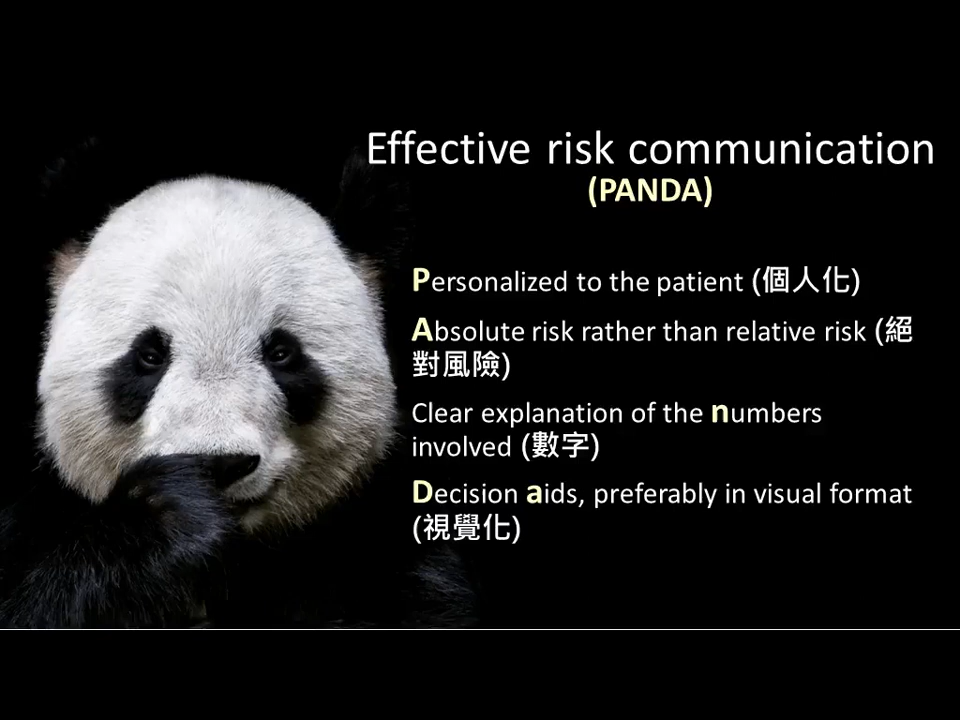 Effective risk communication
(PANDA)
Personalized to the patient (個人化)
Absolute risk rather than relative risk (絕
對風險)
Clear explanation of the numbers
involved (數字)
Decision aids, preferably in visual format
(視覺化)